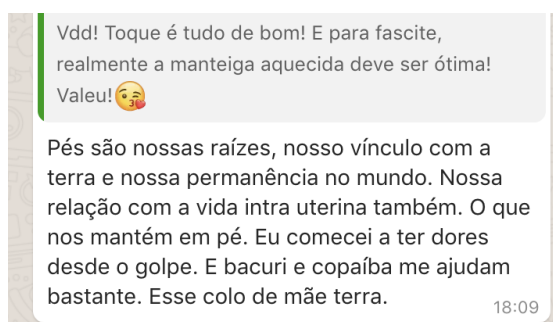 Vdd! Toque é tudo de bom! E para fascite,
realmente a manteiga aquecida deve ser ótima!
Valeu!😘
Pés são nossas raízes, nosso vínculo com a
terra e nossa permanência no mundo. Nossa
relação com a vida intra uterina também. O que
nos mantém em pé. Eu comecei a ter dores
desde o golpe. E bacuri e copaíba me ajudam
bastante. Esse colo de mãe terra.
18:09